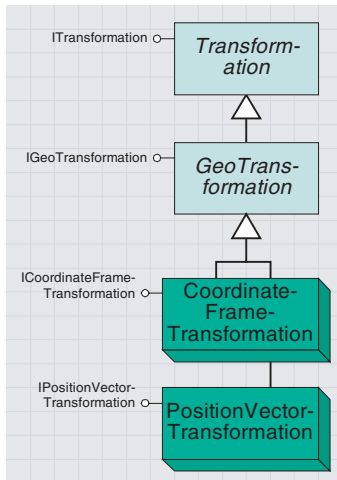 ITransformation
Transform-
ation
IGeoTransformation
GeoTrans-
formation
ICoordinateFrame-
Transformation
Coordinate-
Frame-
Transformation
IPositionVector-
Transformation
PositionVector-
Transformation